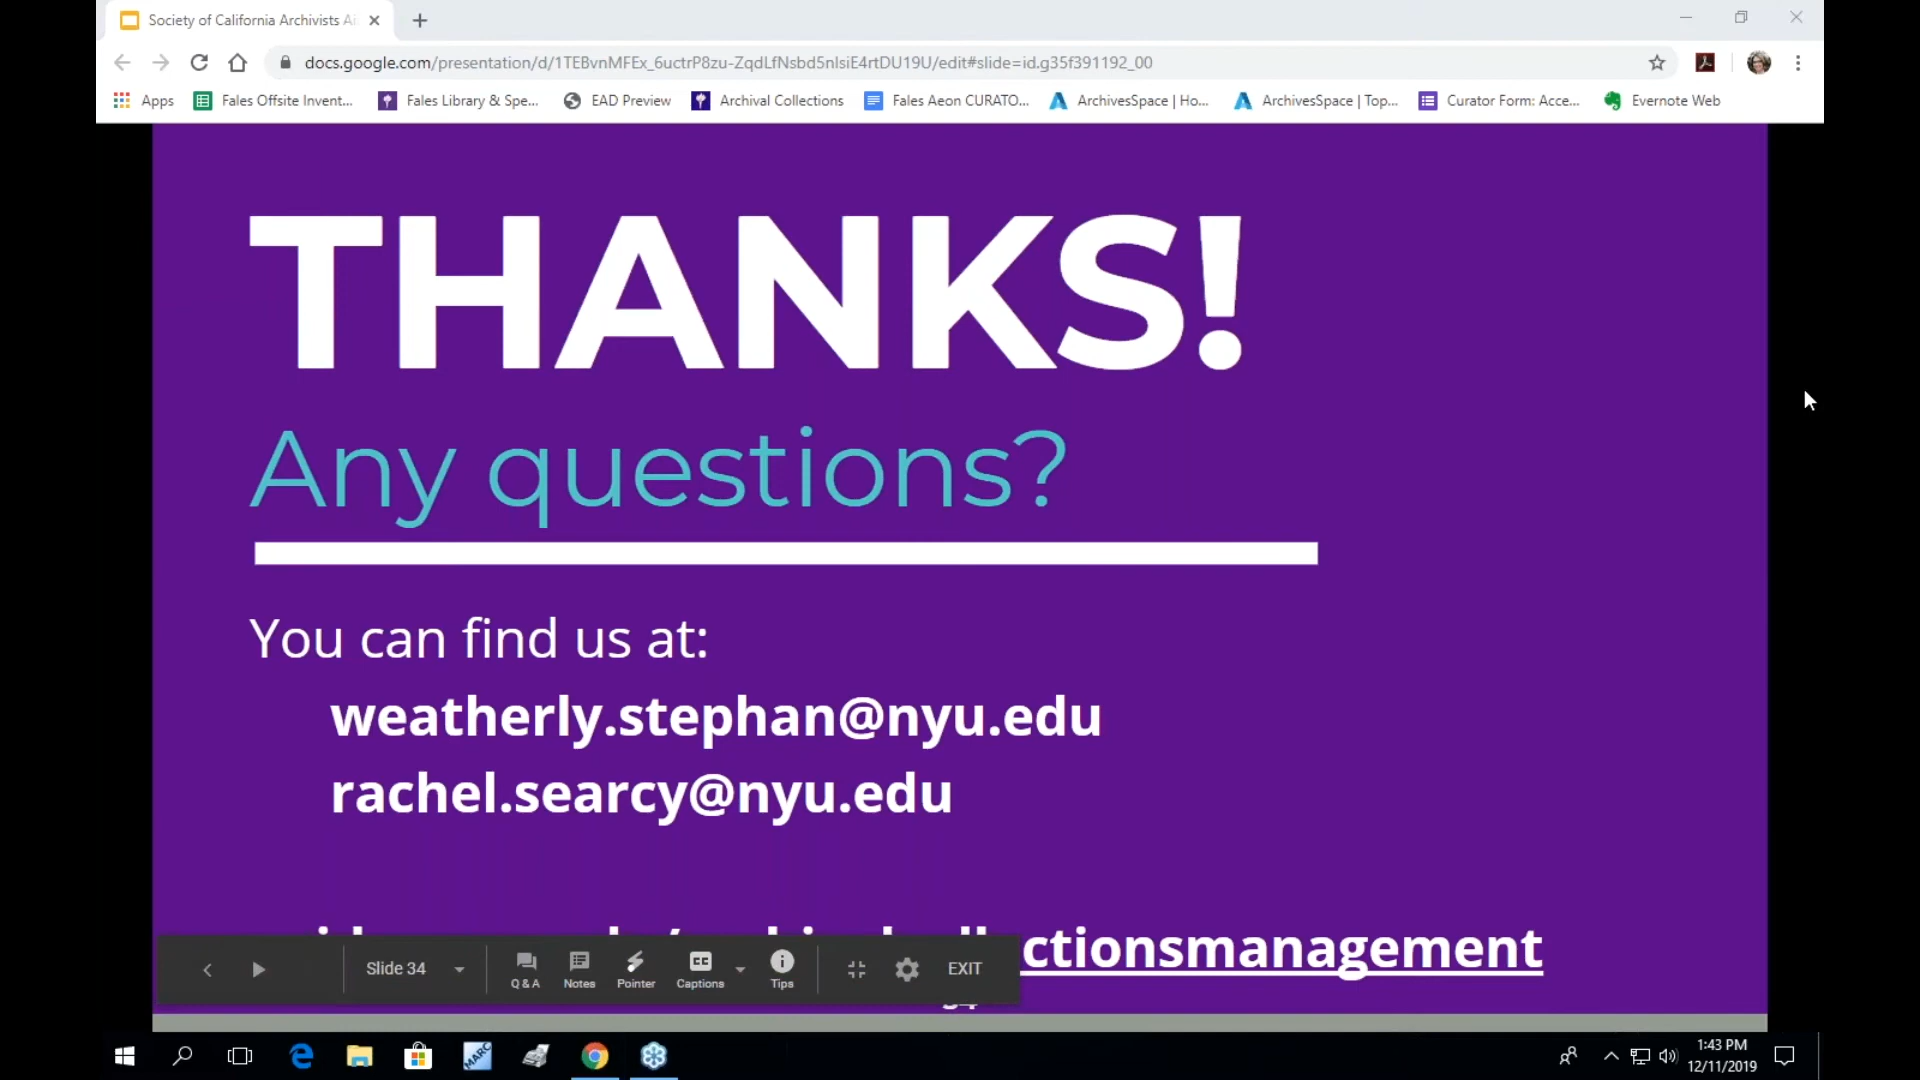 Society of California Archivists Ai
docs.google.com/presentation/d/1TEBvnMFEx_6uctrP8zu-ZqdLfNsbd5nlsiE4rtDU19U/edit#slide=id.g35f391192_00
Apps Fales Offsite Invent... Fales Library & Spe... EAD Preview Archival Collections Fales Aeon CURATO... ArchivesSpace | Ho... ArchivesSpace | Top... Curator Form: Acce... Evernote Web
THANKS!
Any questions?
You can find us at:
weatherly.stephan@nyu.edu
rachel.searcy@nyu.edu
ctionsmanagement
Slide 34 Q & A Notes Pointer CC Captions Tips EXIT
MARC
1:43 PM
12/11/2019